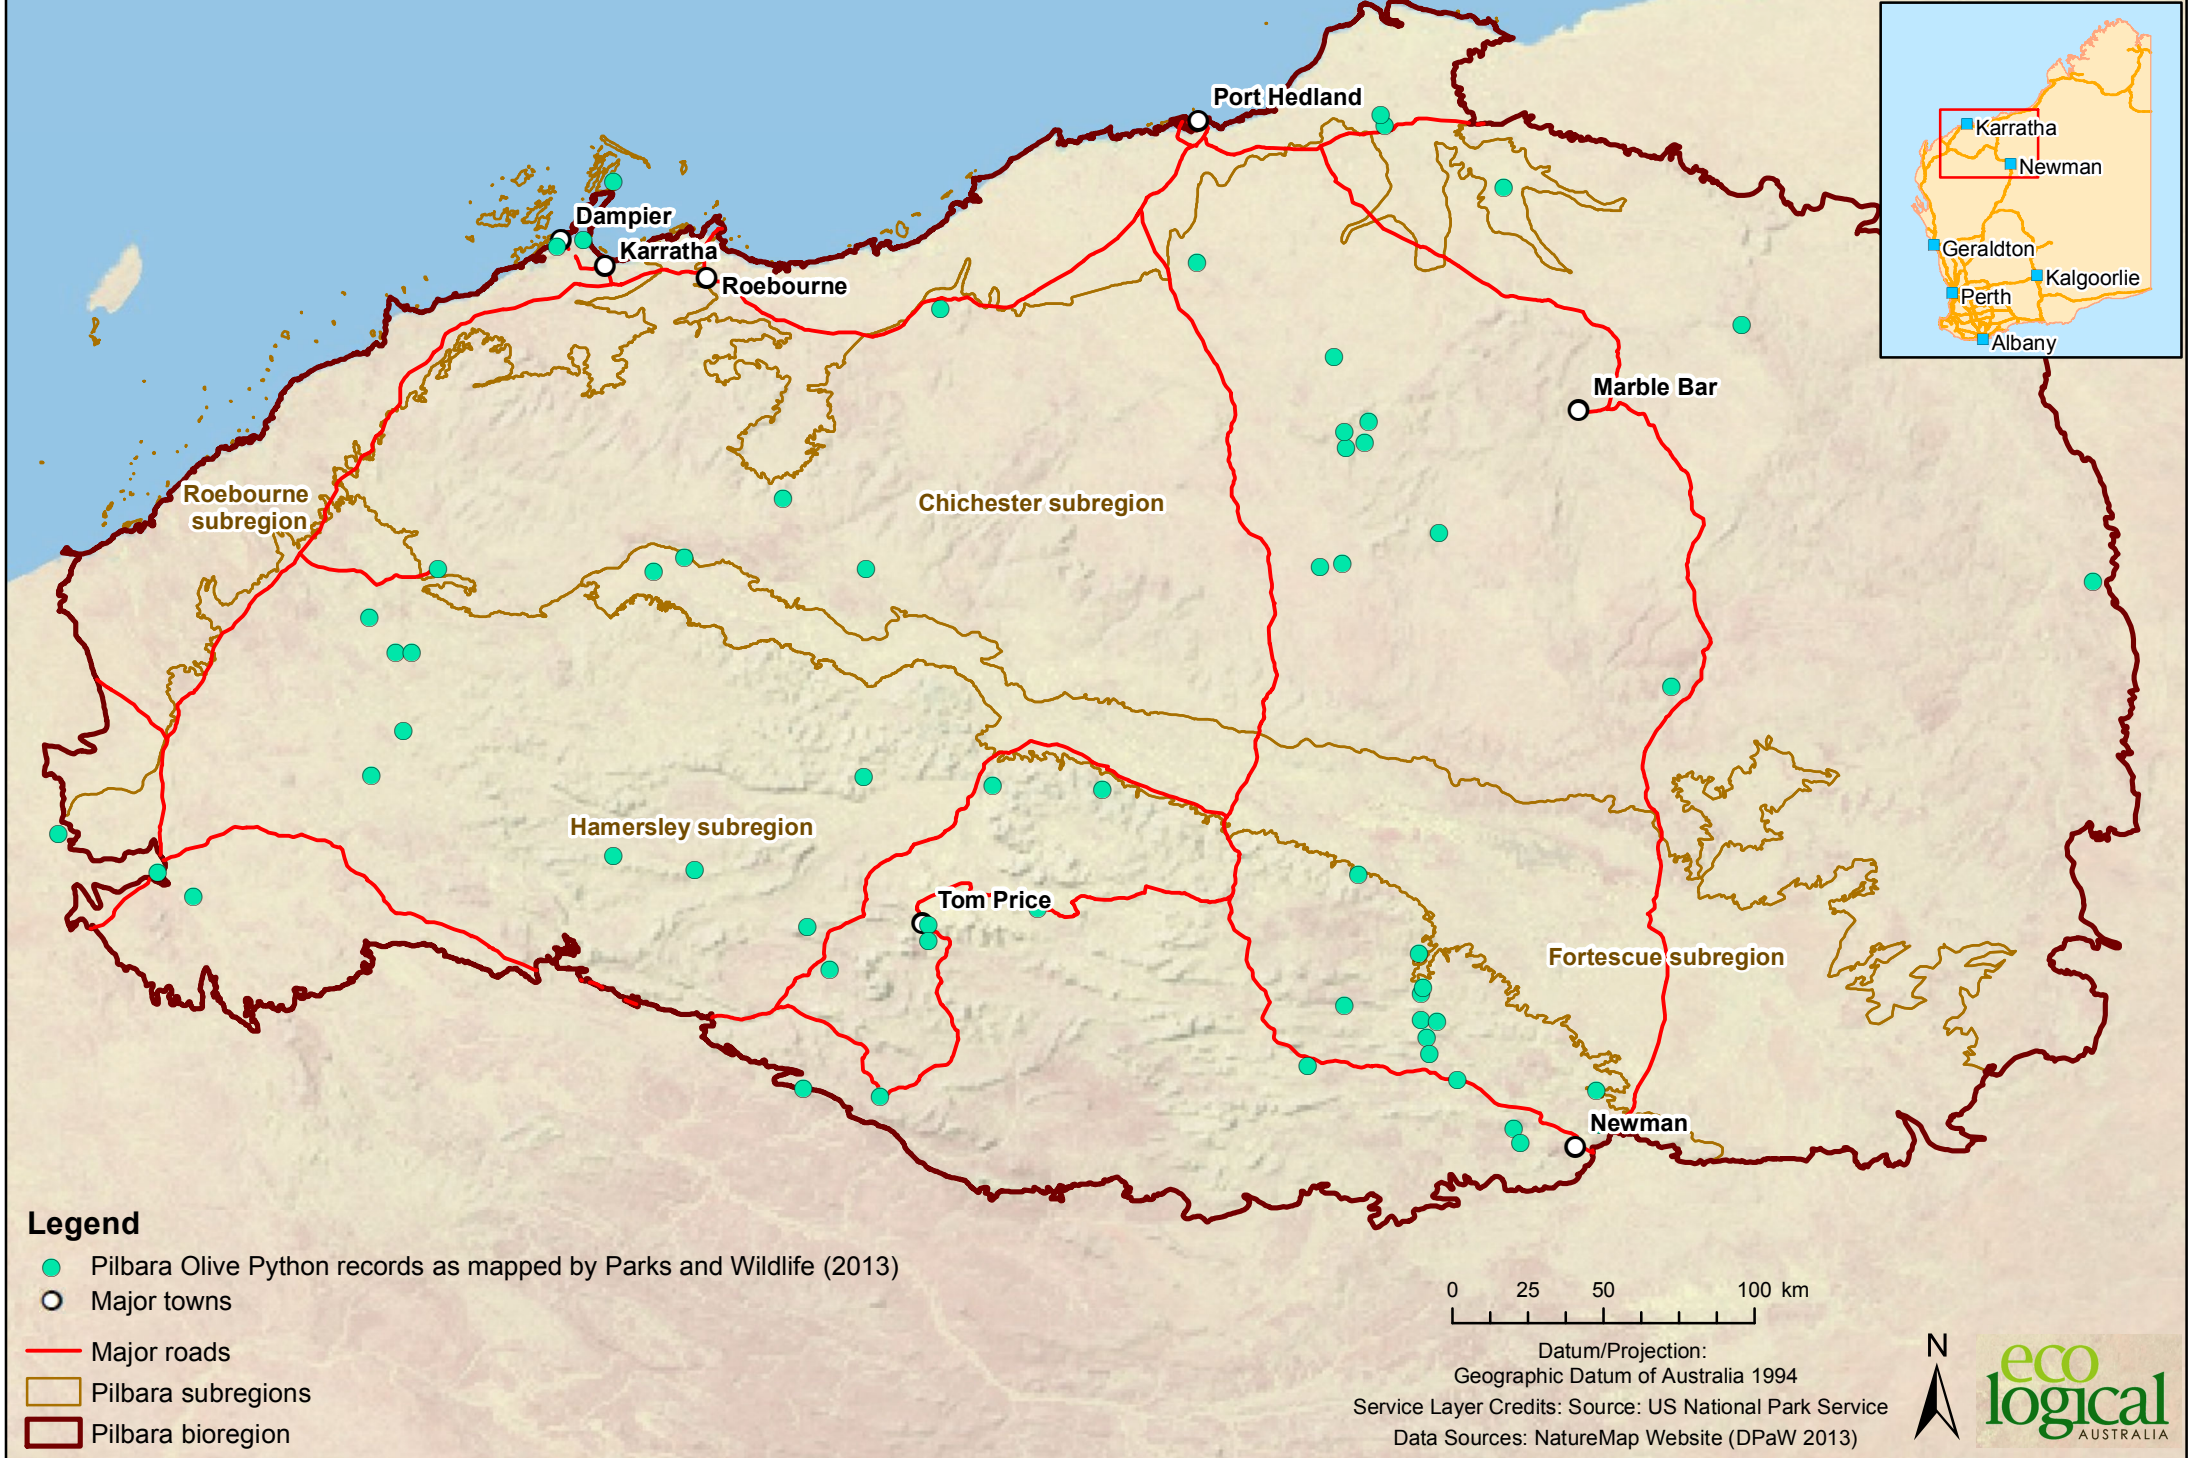 Port Hedland
Dampier
Karratha
Roebourne
Marble Bar
Roebourne
subregion
Chichester subregion
Hamersley subregion
Tom Price
Fortescue subregion
Newman
Karratha
Newman
Geraldton
Kalgoorlie
Perth
Albany
Legend
Pilbara Olive Python records as mapped by Parks and Wildlife (2013)
Major towns
Major roads
Pilbara subregions
Pilbara bioregion
0 25 50 100 km
Datum/Projection:
Geographic Datum of Australia 1994
Service Layer Credits: Source: US National Park Service
Data Sources: NatureMap Website (DPaW 2013)
N
eco
logical
AUSTRALIA